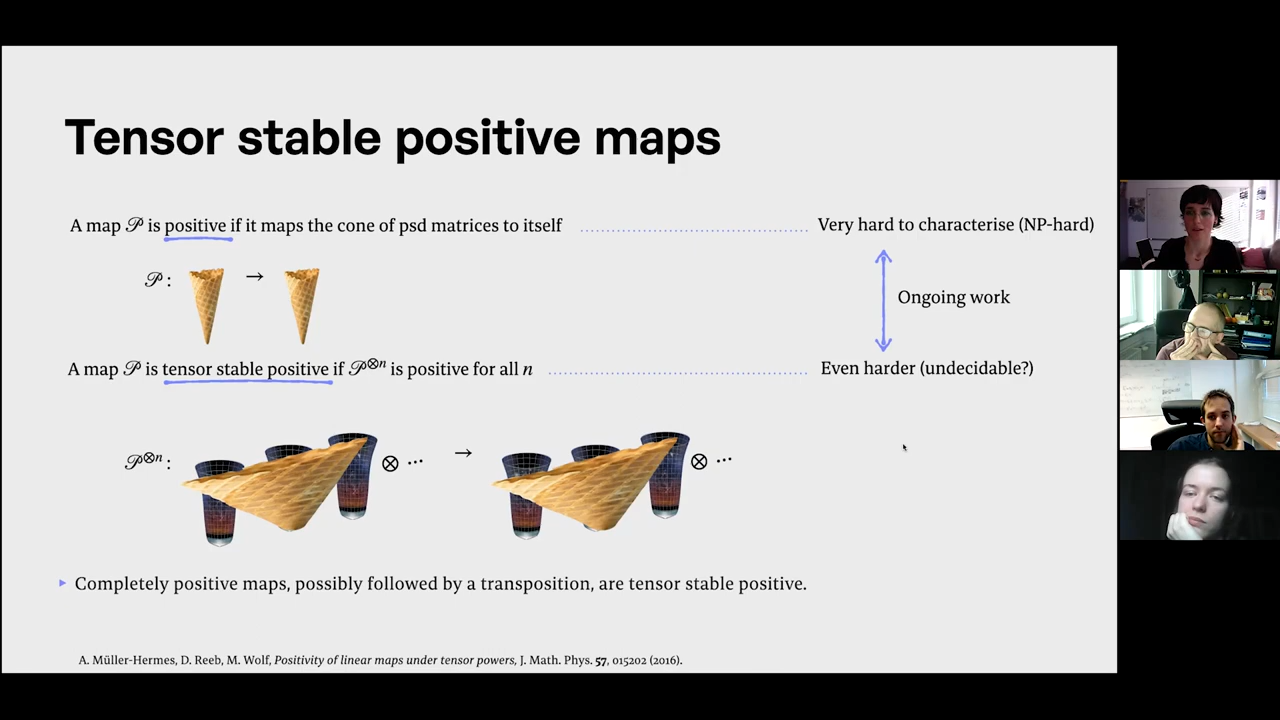 Tensor stable positive maps
A map 𝒫 is positive if it maps the cone of psd matrices to itself
Very hard to characterise (NP-hard)
𝒫 : →
Ongoing work
A map 𝒫 is tensor stable positive if 𝒫⊗n is positive for all n
Even harder (undecidable?)
𝒫⊗n : ⊗ ··· → ⊗ ···
▸ Completely positive maps, possibly followed by a transposition, are tensor stable positive.
A. Müller-Hermes, D. Reeb, M. Wolf, Positivity of linear maps under tensor powers, J. Math. Phys. 57, 015202 (2016).